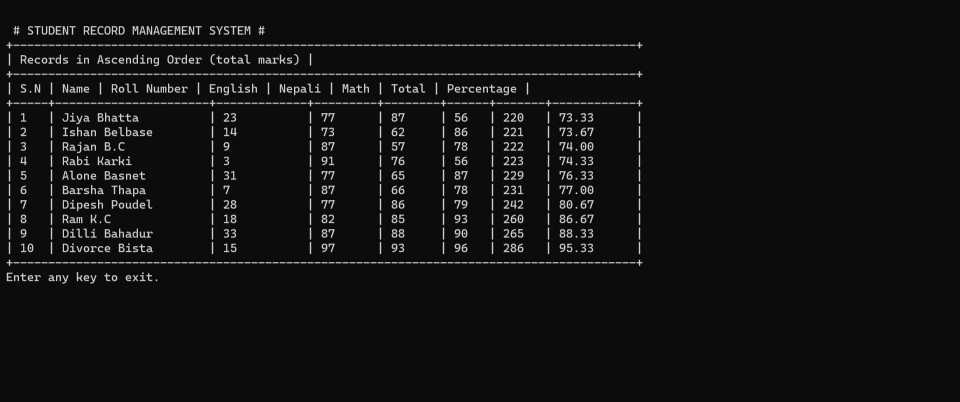 # STUDENT RECORD MANAGEMENT SYSTEM #
+-----------------------------------------------------------------------------------------+
| Records in Ascending Order (total marks) |
+-----------------------------------------------------------------------------------------+
| S.N | Name | Roll Number | English | Nepali | Math | Total | Percentage |
+-----+----------------------+-------------+---------+--------+------+-------+------------+
| 1 | Jiya Bhatta | 23 | 77 | 87 | 56 | 220 | 73.33 |
| 2 | Ishan Belbase | 14 | 73 | 62 | 86 | 221 | 73.67 |
| 3 | Rajan B.C | 9 | 87 | 57 | 78 | 222 | 74.00 |
| 4 | Rabi Karki | 3 | 91 | 76 | 56 | 223 | 74.33 |
| 5 | Alone Basnet | 31 | 77 | 65 | 87 | 229 | 76.33 |
| 6 | Barsha Thapa | 7 | 87 | 66 | 78 | 231 | 77.00 |
| 7 | Dipesh Poudel | 28 | 77 | 86 | 79 | 242 | 80.67 |
| 8 | Ram K.C | 18 | 82 | 85 | 93 | 260 | 86.67 |
| 9 | Dilli Bahadur | 33 | 87 | 88 | 90 | 265 | 88.33 |
| 10 | Divorce Bista | 15 | 97 | 93 | 96 | 286 | 95.33 |
+-----------------------------------------------------------------------------------------+
Enter any key to exit.